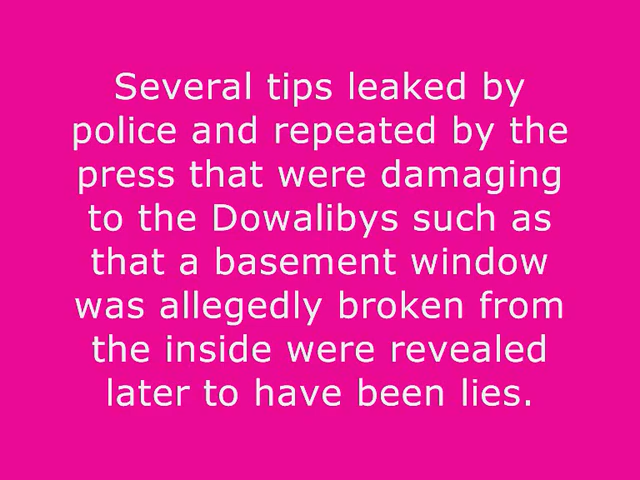 Several tips leaked by
police and repeated by the
press that were damaging
to the Dowalibys such as
that a basement window
was allegedly broken from
the inside were revealed
later to have been lies.